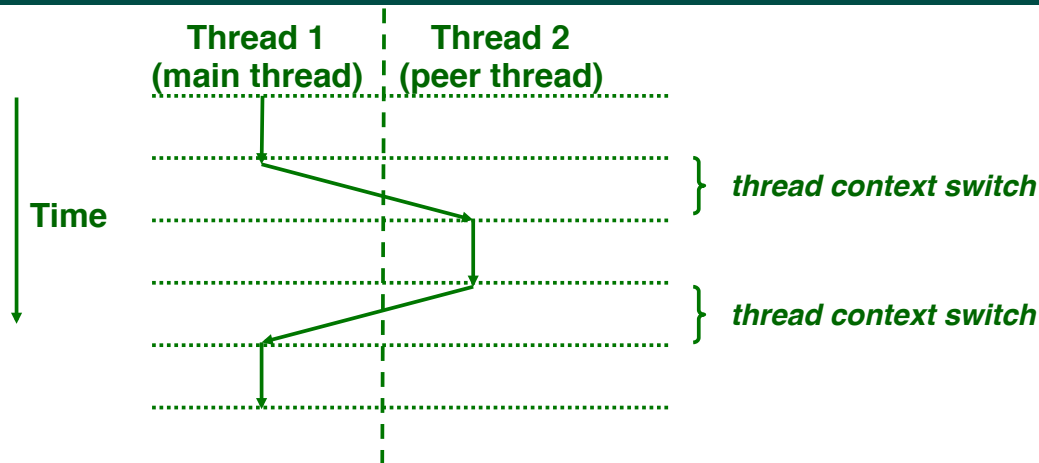 Thread 1
(main thread)
Thread 2
(peer thread)
thread context switch
Time
thread context switch